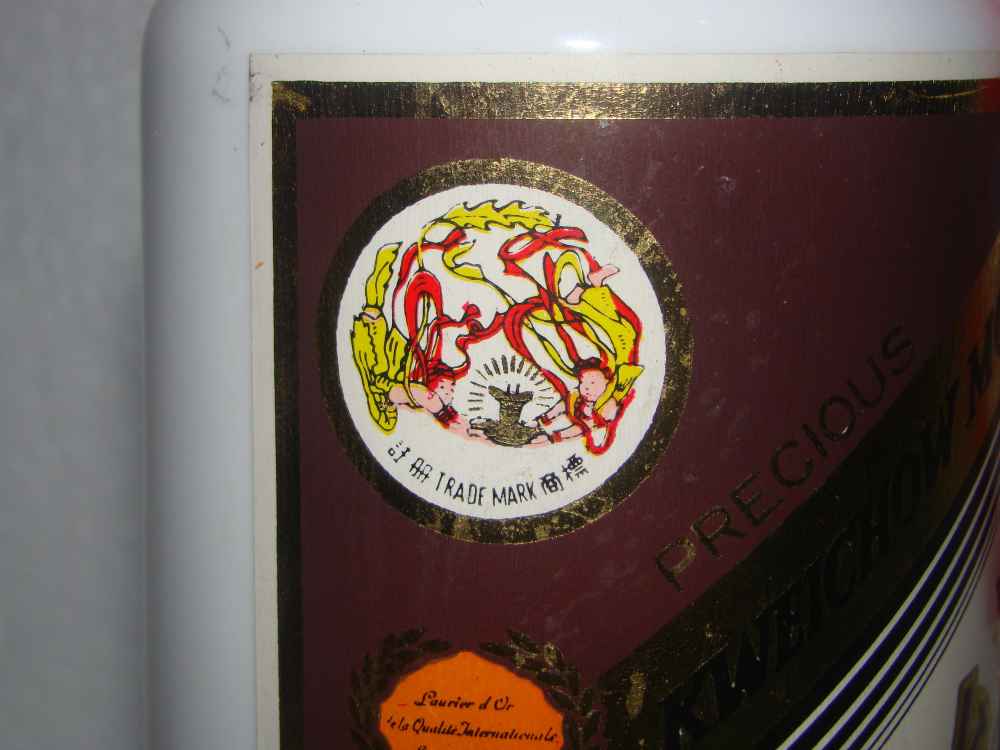 註冊 TRADE MARK 商標
PRECIOUS
KWEICHOW
Laurier d'Or
de la Qualité Internationale